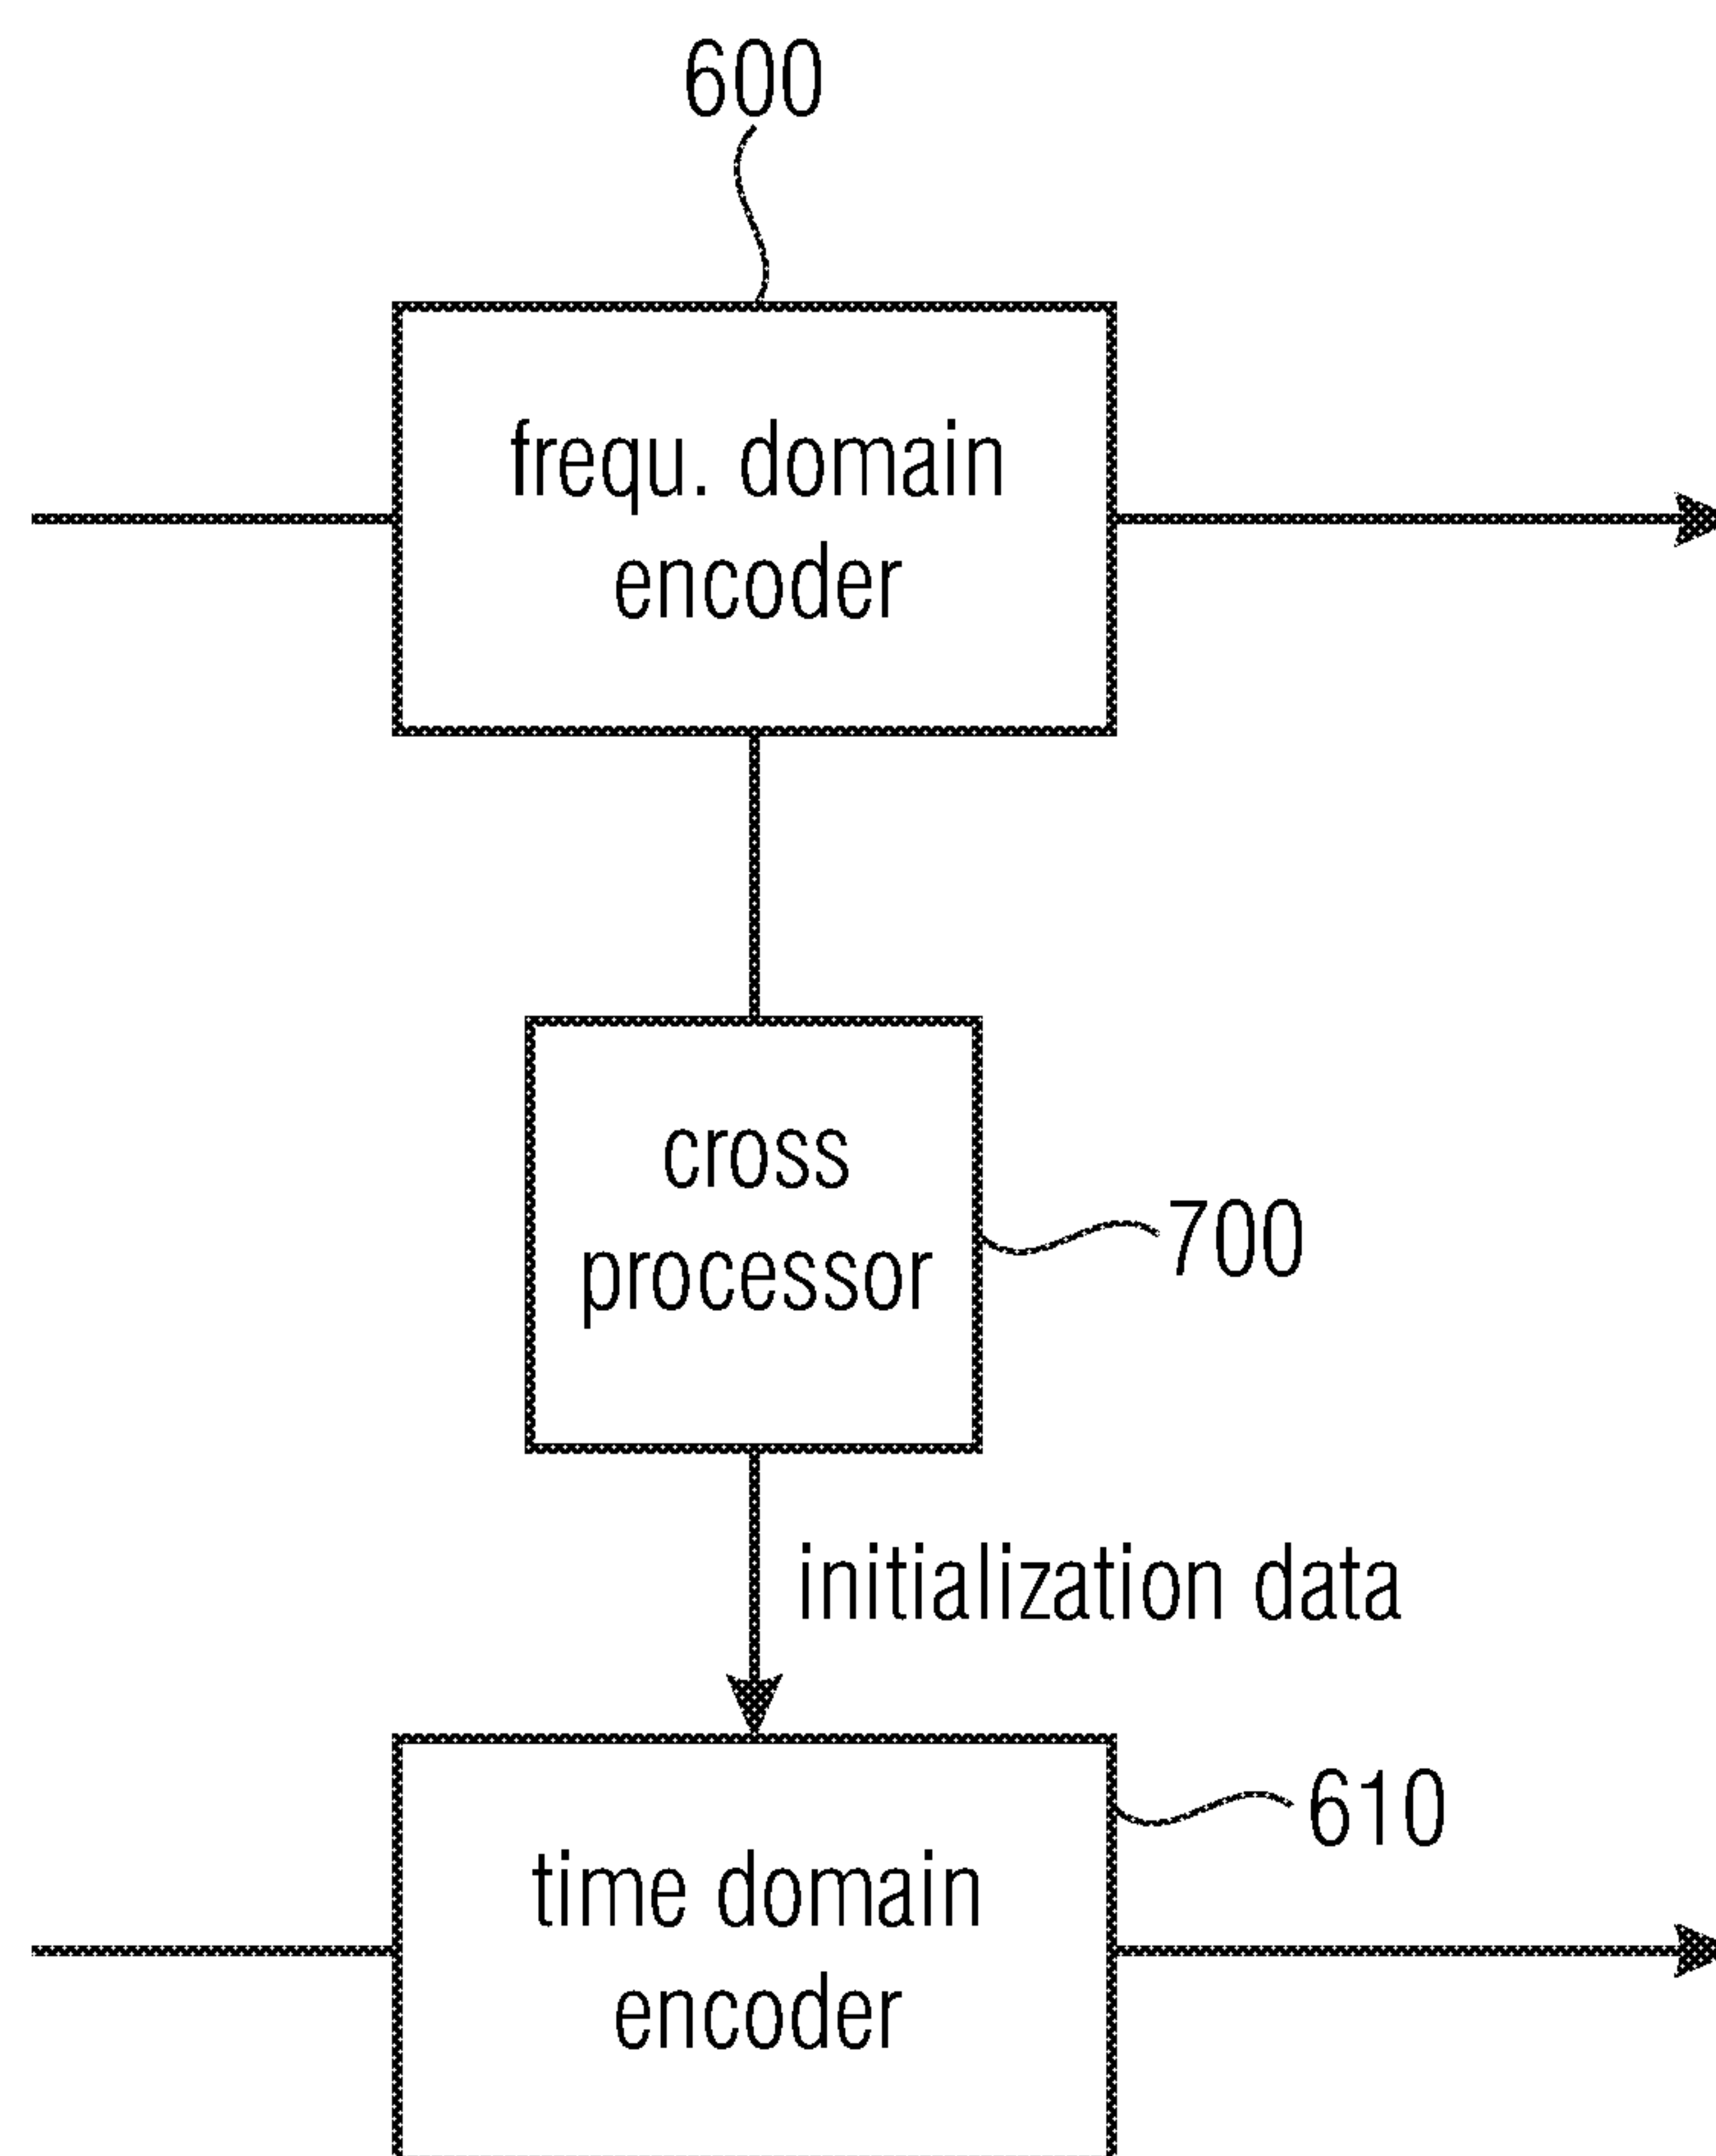 600
frequ. domain
encoder
cross
processor
700
initialization data
610
time domain
encoder